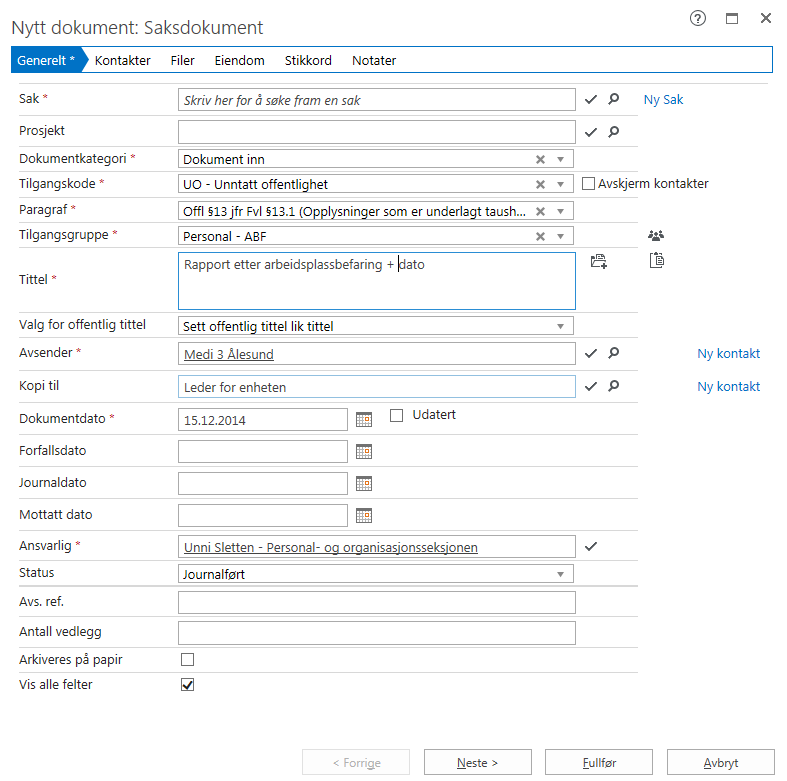 Nytt dokument: Saksdokument
Generelt * Kontakter Filer Eiendom Stikkord Notater
Sak * Skriv her for å søke fram en sak Ny Sak
Prosjekt
Dokumentkategori * Dokument inn
Tilgangskode * UO - Unntatt offentlighet Avskjerm kontakter
Paragraf * Offl §13 jfr Fvl §13.1 (Opplysninger som er underlagt taush...
Tilgangsgruppe * Personal - ABF
Tittel * Rapport etter arbeidsplassbefaring + dato
Valg for offentlig tittel Sett offentlig tittel lik tittel
Avsender * Medi 3 Ålesund Ny kontakt
Kopi til Leder for enheten Ny kontakt
Dokumentdato * 15.12.2014 Udatert
Forfallsdato
Journaldato
Mottatt dato
Ansvarlig * Unni Sletten - Personal- og organisasjonsseksjonen
Status Journalført
Avs. ref.
Antall vedlegg
Arkiveres på papir
Vis alle felter
< Forrige Neste > Fullfør Avbryt